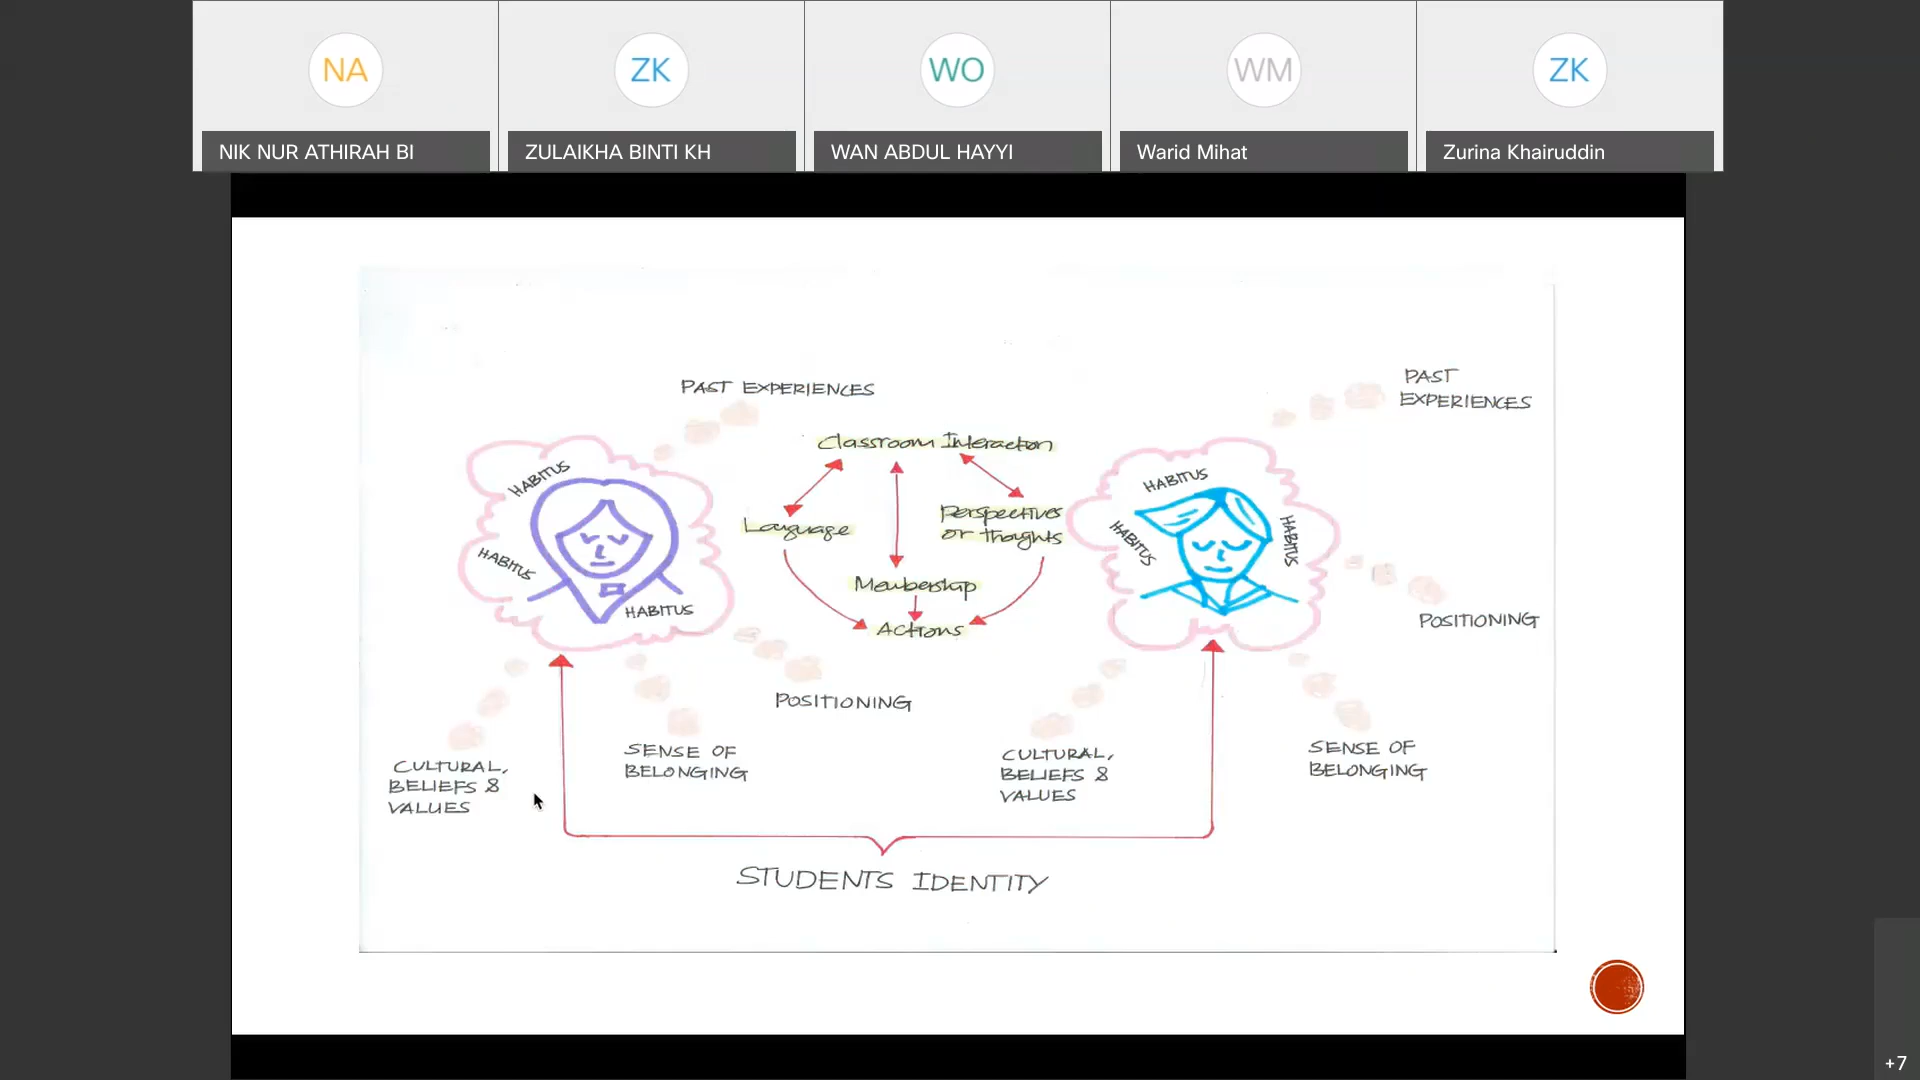 NA
ZK
WO
WM
ZK
NIK NUR ATHIRAH BI
ZULAIKHA BINTI KH
WAN ABDUL HAYYI
Warid Mihat
Zurina Khairuddin
PAST EXPERIENCES
PAST
EXPERIENCES
Classroom Interaction
HABITUS
HABITUS
HABITUS
Language
Perspectives
or thoughts
Membership
Actions
HABITUS
HABITUS
HABITUS
POSITIONING
POSITIONING
SENSE OF
BELONGING
CULTURAL,
BELIEFS &
VALUES
CULTURAL,
BELIEFS &
VALUES
SENSE OF
BELONGING
STUDENTS IDENTITY
+7